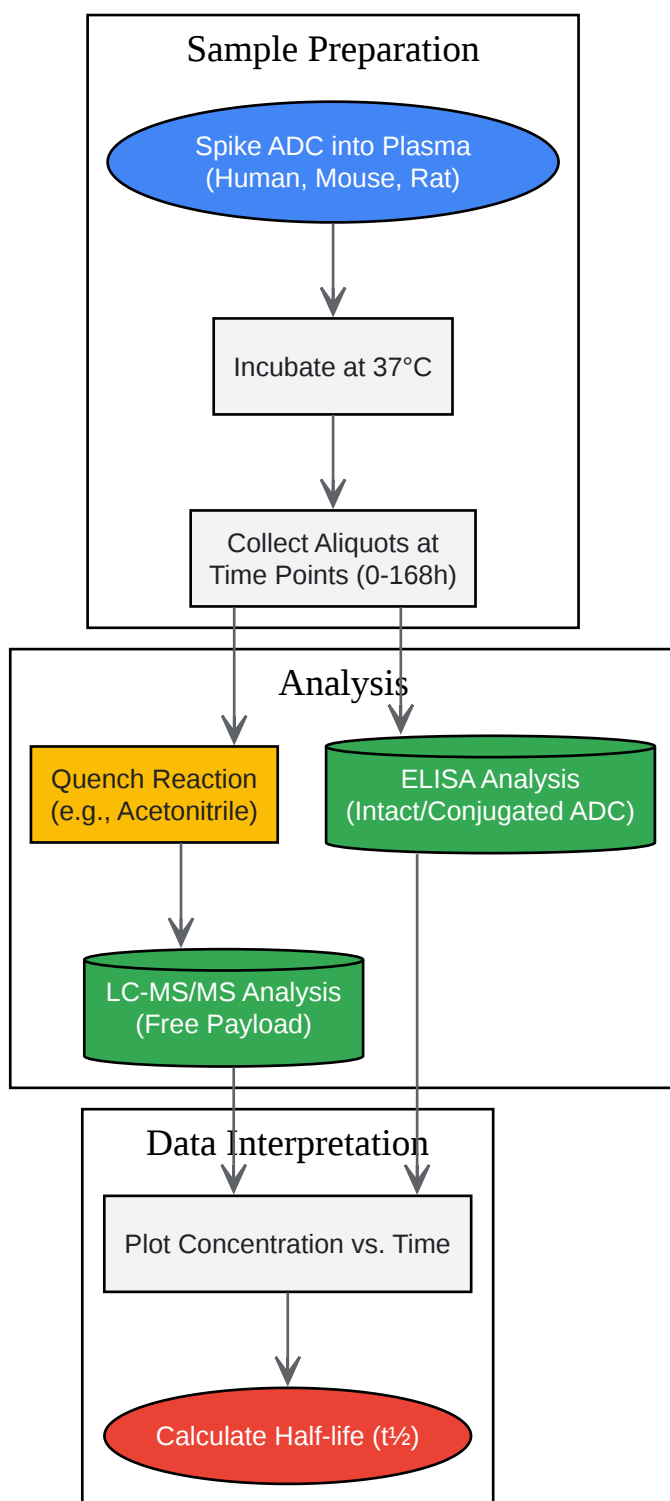 Sample Preparation
Spike ADC into Plasma
(Human, Mouse, Rat)
Incubate at 37°C
Collect Aliquots at
Time Points (0-168h)
Analysis
Quench Reaction
(e.g., Acetonitrile)
ELISA Analysis
(Intact/Conjugated ADC)
LC-MS/MS Analysis
(Free Payload)
Data Interpretation
Plot Concentration vs. Time
Calculate Half-life (t½)